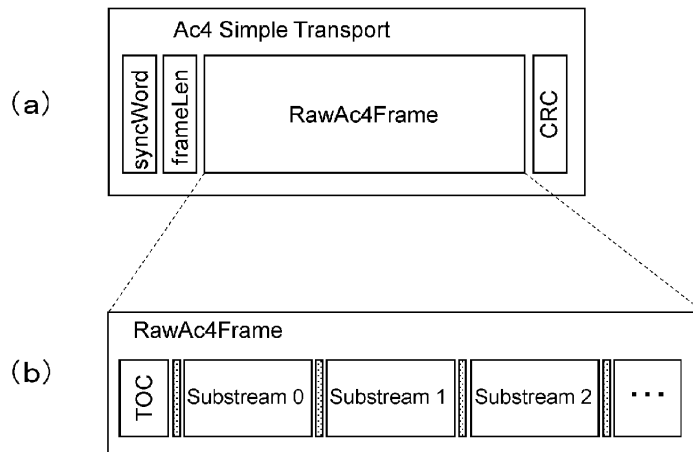 Ac4 Simple Transport
(a)
syncWord
frameLen
RawAc4Frame
CRC
RawAc4Frame
(b)
TOC
Substream 0
Substream 1
Substream 2
...